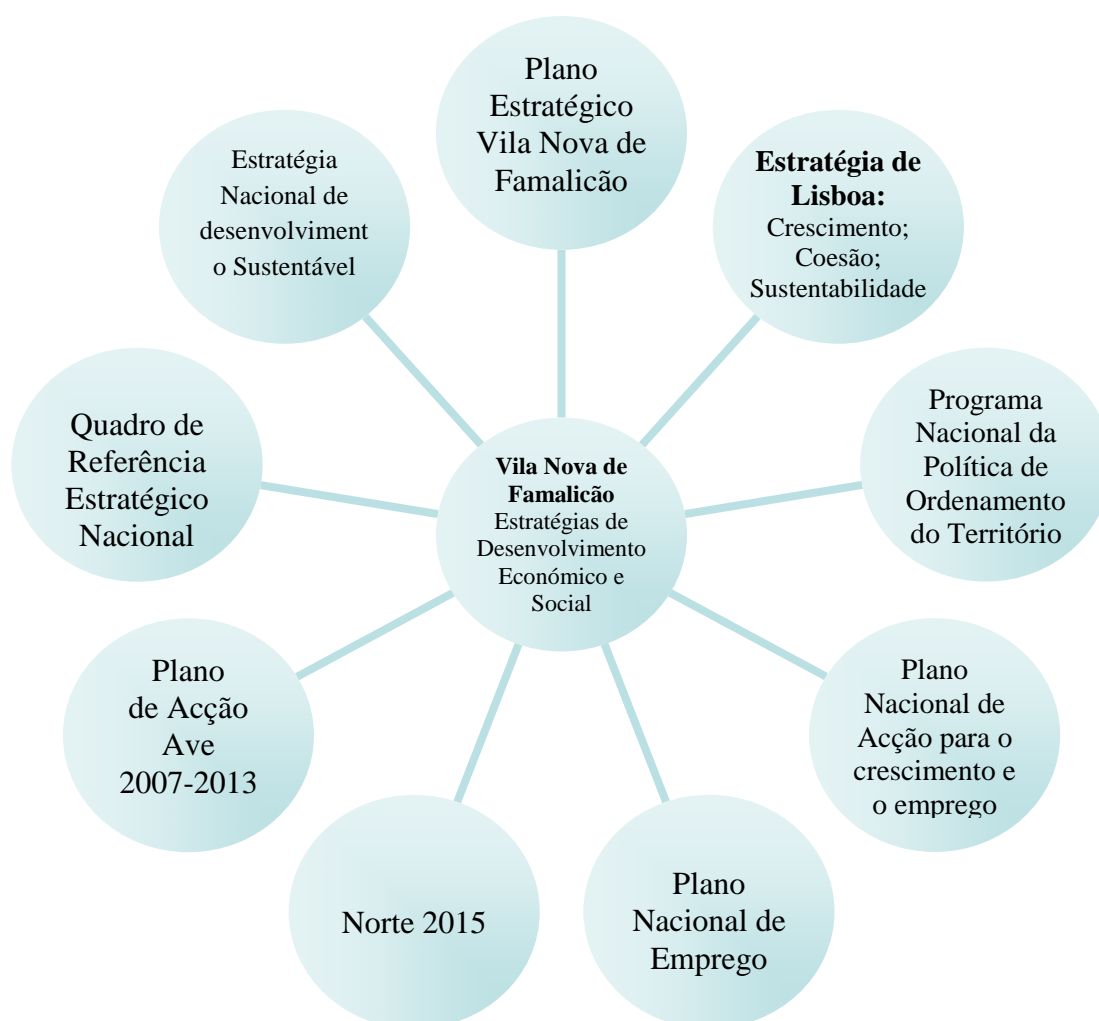 Plano
Estratégico
Vila Nova de
Famalicão
Estratégia de
Lisboa:
Crescimento;
Coesão;
Sustentabilidade
Programa
Nacional da
Política de
Ordenamento
do Território
Plano
Nacional de
Acção para o
crescimento e
o emprego
Plano
Nacional de
Emprego
Norte 2015
Plano
de Acção
Ave
2007-2013
Quadro de
Referência
Estratégico
Nacional
Estratégia
Nacional de
desenvolviment
o Sustentável
Vila Nova de
Famalicão
Estratégias de
Desenvolvimento
Económico e
Social